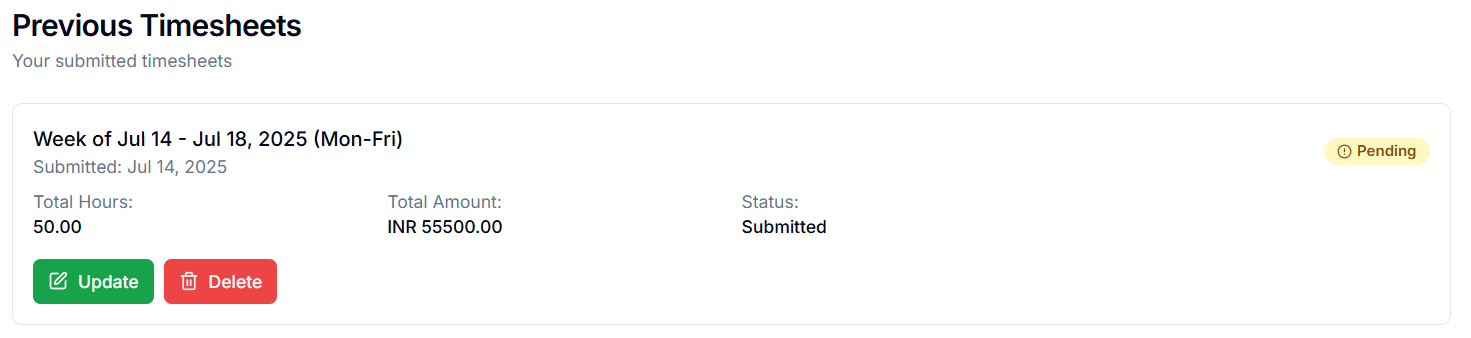 Previous Timesheets
Your submitted timesheets
Week of Jul 14 - Jul 18, 2025 (Mon-Fri)
Pending
Submitted: Jul 14, 2025
Total Hours: Total Amount: Status:
50.00 INR 55500.00 Submitted
Update Delete